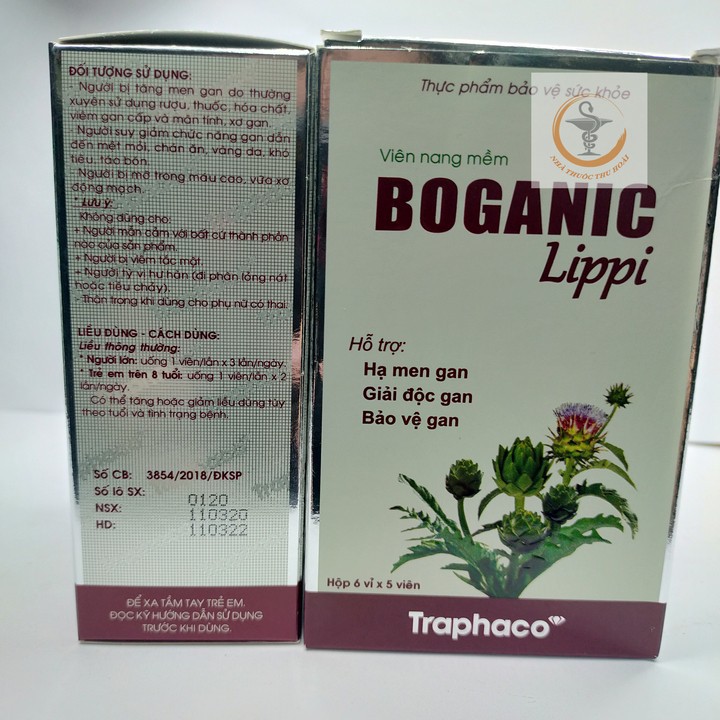 ĐỐI TƯỢNG SỬ DỤNG:
- Người bị tăng men gan do thường
xuyên sử dụng rượu, thuốc, hóa chất,
viêm gan cấp và mãn tính, xơ gan.
- Người suy giảm chức năng gan dẫn
đến mệt mỏi, chán ăn, vàng da, khó
tiêu, táo bón.
- Người bị mỡ trong máu cao, vữa xơ
động mạch.
* Lưu ý:
Không dùng cho:
+ Người mẫn cảm với bất cứ thành phần
nào của sản phẩm.
+ Người bị viêm tắc mật.
+ Người tỳ vị hư hàn (đi phân lỏng nát
hoặc tiêu chảy).
- Thận trọng khi dùng cho phụ nữ có thai.
LIỀU DÙNG - CÁCH DÙNG:
Liều thông thường:
* Người lớn: uống 1 viên/lần x 3 lần/ngày.
* Trẻ em trên 8 tuổi: uống 1 viên/lần x 2
lần/ngày.
Có thể tăng hoặc giảm liều dùng tùy
theo tuổi và tình trạng bệnh.
Số CB: 3854/2018/ĐKSP
Số lô SX: 0120
NSX: 110320
HD: 110322
ĐỂ XA TẦM TAY TRẺ EM.
ĐỌC KỸ HƯỚNG DẪN SỬ DỤNG
TRƯỚC KHI DÙNG.
Thực phẩm bảo vệ sức khỏe
NHÀ THUỐC THU HOÀI
Viên nang mềm
BOGANIC
Lippi
Hỗ trợ:
Hạ men gan
Giải độc gan
Bảo vệ gan
Hộp 6 vỉ x 5 viên
Traphaco